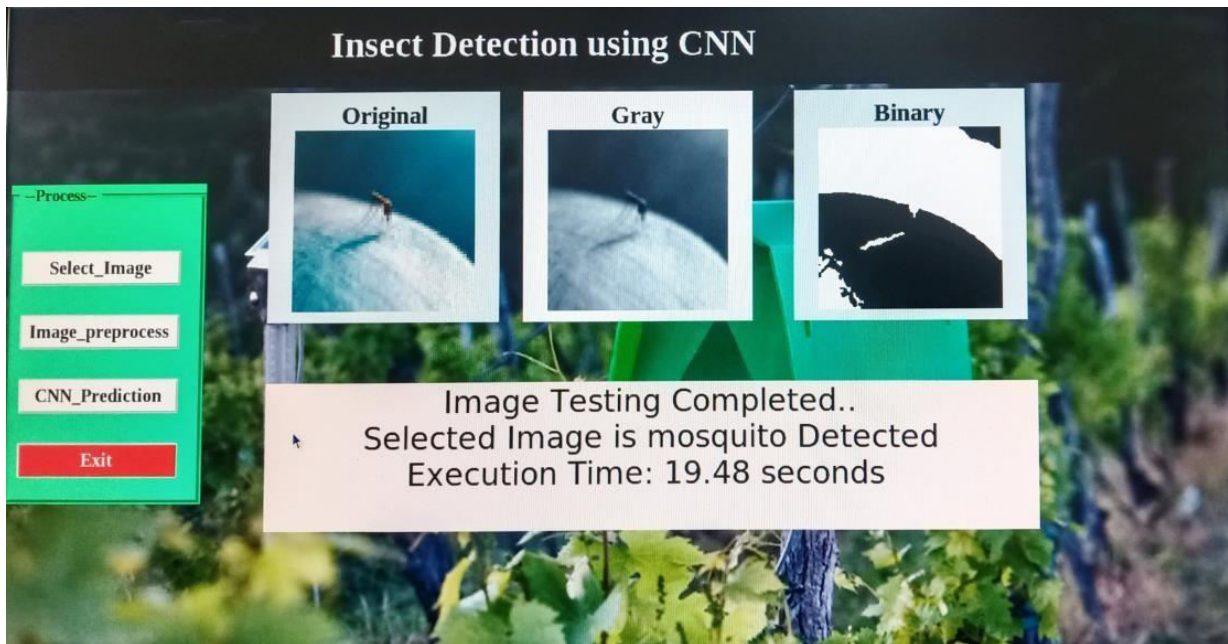 Insect Detection using CNN
Original
Gray
Binary
--Process--
Select_Image
Image_preprocess
CNN_Prediction
Exit
Image Testing Completed..
Selected Image is mosquito Detected
Execution Time: 19.48 seconds